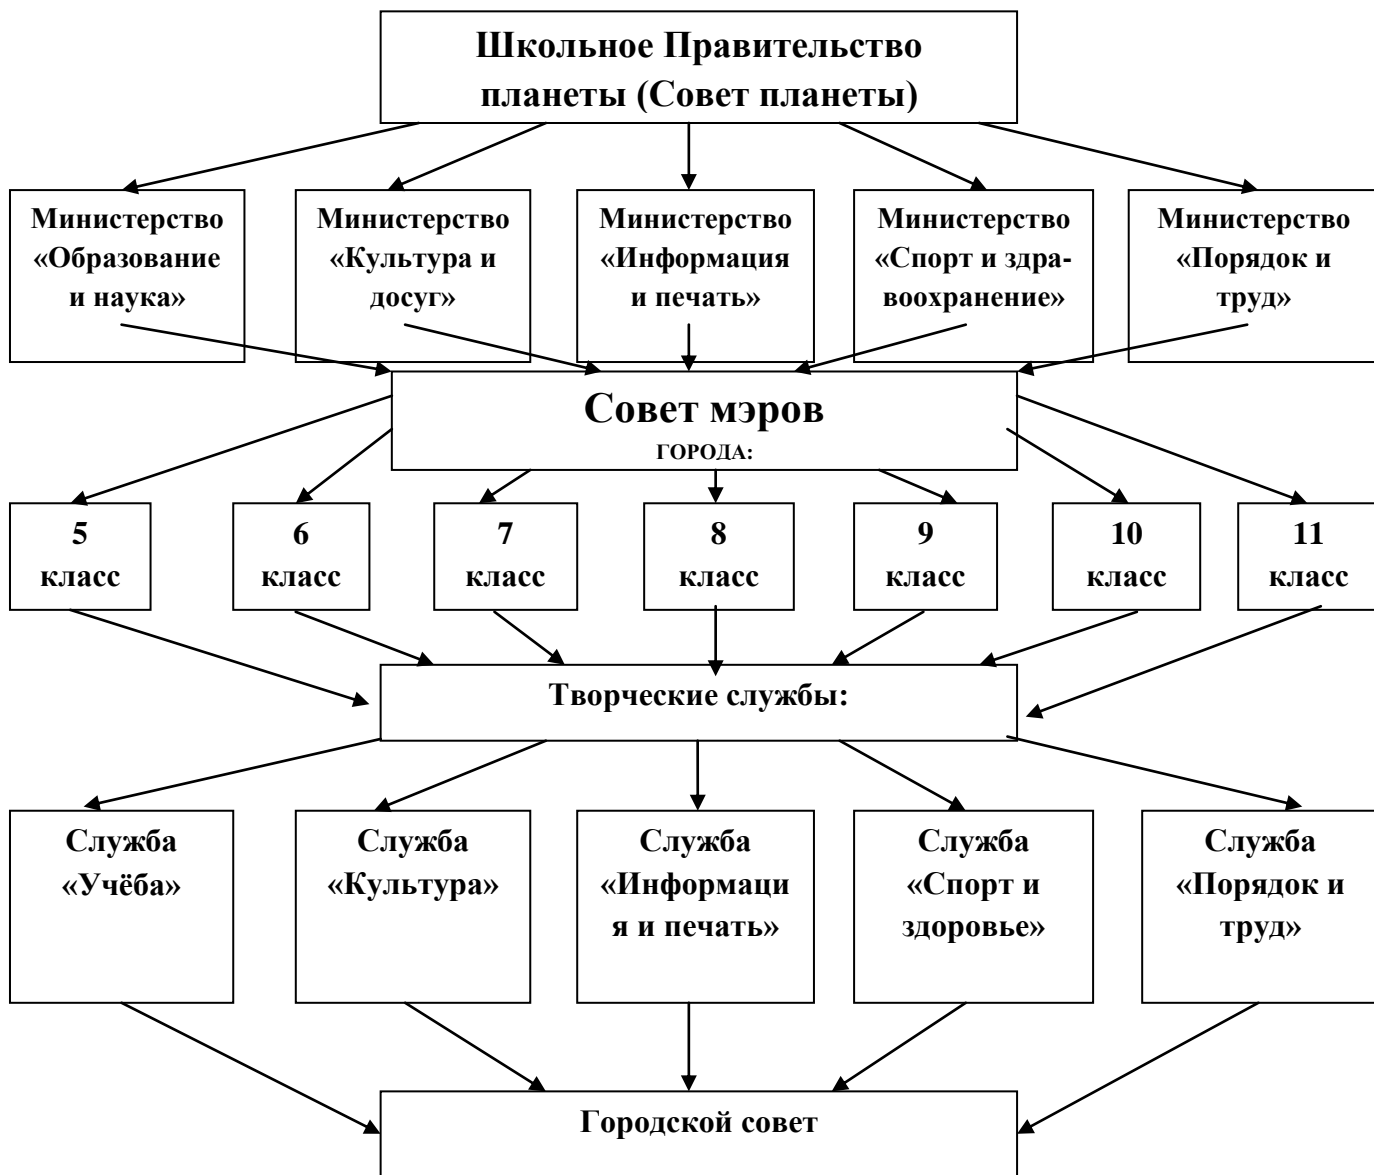 Школьное Правительство
планеты (Совет планеты)
Министерство
«Образование
и наука»
Министерство
«Культура и
досуг»
Министерство
«Информация
и печать»
Министерство
«Спорт и здра-
воохранение»
Министерство
«Порядок и
труд»
Совет мэров
ГОРОДА:
5
класс
6
класс
7
класс
8
класс
9
класс
10
класс
11
класс
Творческие службы:
Служба
«Учёба»
Служба
«Культура»
Служба
«Информаци
я и печать»
Служба
«Спорт и
здоровье»
Служба
«Порядок и
труд»
Городской совет